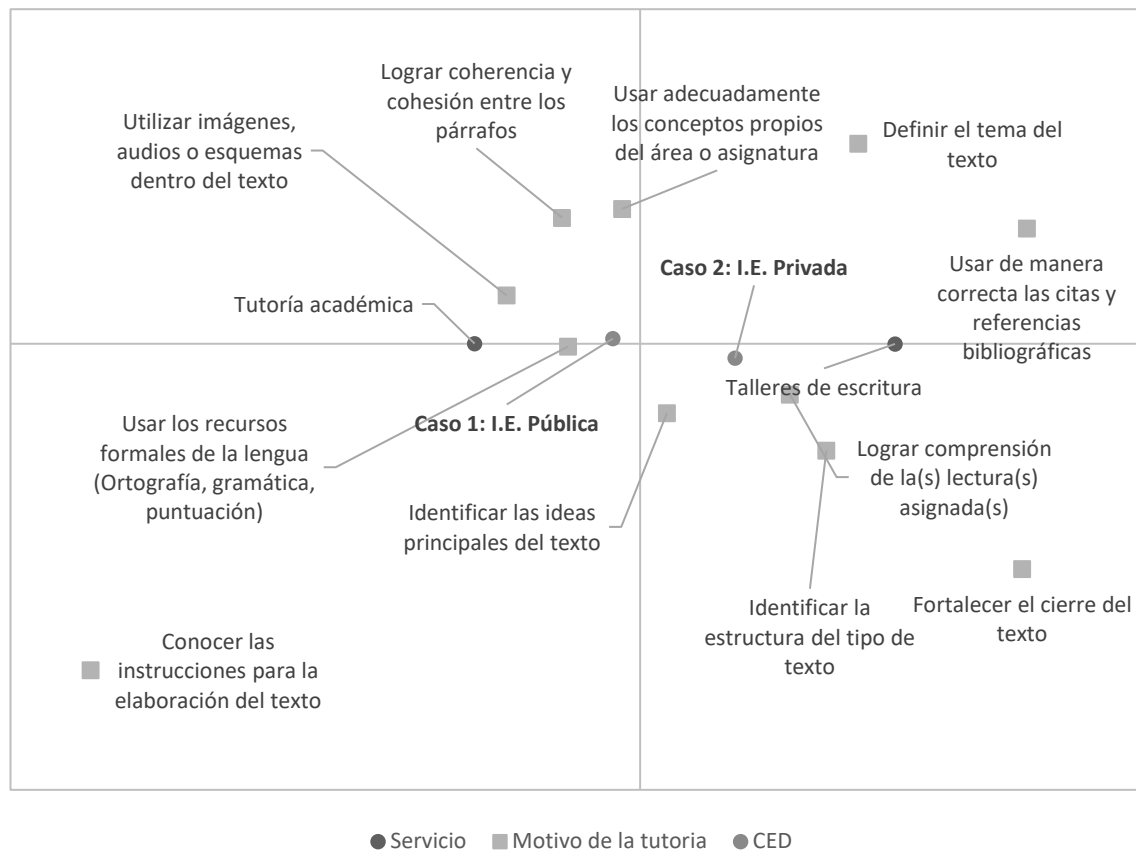 Lograr coherencia y
cohesión entre los
párrafos
Usar adecuadamente
los conceptos propios
del área o asignatura
Utilizar imágenes,
audios o esquemas
dentro del texto
Definir el tema del
texto
Caso 2: I.E. Privada
Usar de manera
correcta las citas y
referencias
bibliográficas
Tutoría académica
Talleres de escritura
Caso 1: I.E. Pública
Usar los recursos
formales de la lengua
(Ortografía, gramática,
puntuación)
Lograr comprensión
de la(s) lectura(s)
asignada(s)
Identificar las ideas
principales del texto
Identificar la
estructura del tipo de
texto
Fortalecer el cierre del
texto
Conocer las
instrucciones para la
elaboración del texto
Servicio Motivo de la tutoria CED